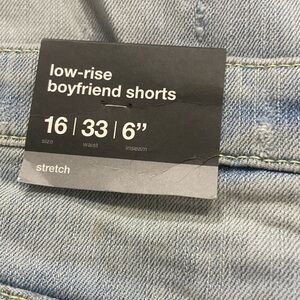 low-rise
boyfriend shorts
16 | 33 | 6”
size waist inseam
stretch